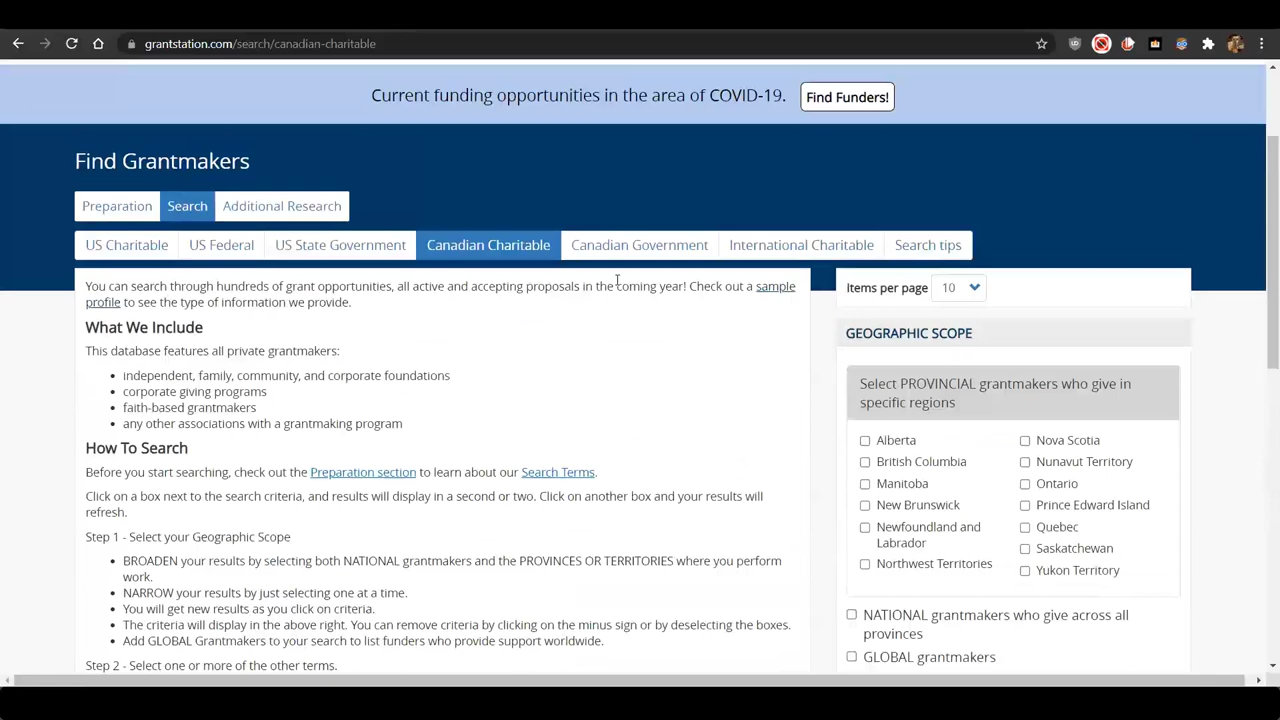 grantstation.com/search/canadian-charitable
Current funding opportunities in the area of COVID-19. Find Funders!
Find Grantmakers
Preparation Search Additional Research
US Charitable US Federal US State Government Canadian Charitable Canadian Government International Charitable Search tips
You can search through hundreds of grant opportunities, all active and accepting proposals in the coming year! Check out a sample
profile to see the type of information we provide.
What We Include
This database features all private grantmakers:
independent, family, community, and corporate foundations
corporate giving programs
faith-based grantmakers
any other associations with a grantmaking program
How To Search
Before you start searching, check out the Preparation section to learn about our Search Terms.
Click on a box next to the search criteria, and results will display in a second or two. Click on another box and your results will
refresh.
Step 1 - Select your Geographic Scope
BROADEN your results by selecting both NATIONAL grantmakers and the PROVINCES OR TERRITORIES where you perform
work.
NARROW your results by just selecting one at a time.
You will get new results as you click on criteria.
The criteria will display in the above right. You can remove criteria by clicking on the minus sign or by deselecting the boxes.
Add GLOBAL Grantmakers to your search to list funders who provide support worldwide.
Step 2 - Select one or more of the other terms.
Items per page 10
GEOGRAPHIC SCOPE
Select PROVINCIAL grantmakers who give in
specific regions
Alberta
British Columbia
Manitoba
New Brunswick
Newfoundland and
Labrador
Northwest Territories
Nova Scotia
Nunavut Territory
Ontario
Prince Edward Island
Quebec
Saskatchewan
Yukon Territory
NATIONAL grantmakers who give across all
provinces
GLOBAL grantmakers